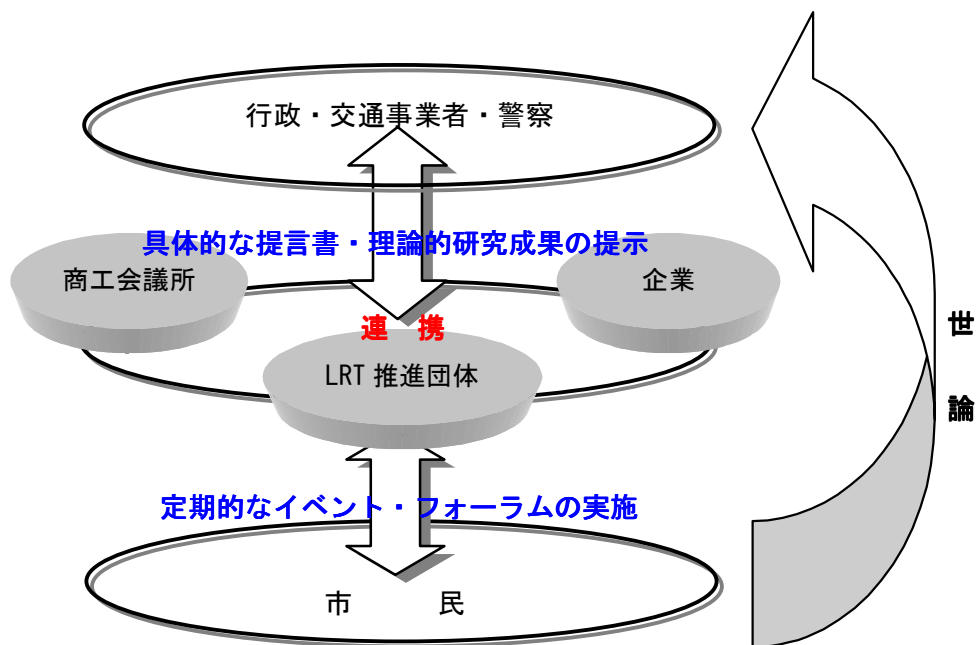 行政・交通事業者・警察
具体的な提言書・理論的研究成果の提示
商工会議所
企業
連 携
LRT 推進団体
世論
定期的なイベント・フォーラムの実施
市 民